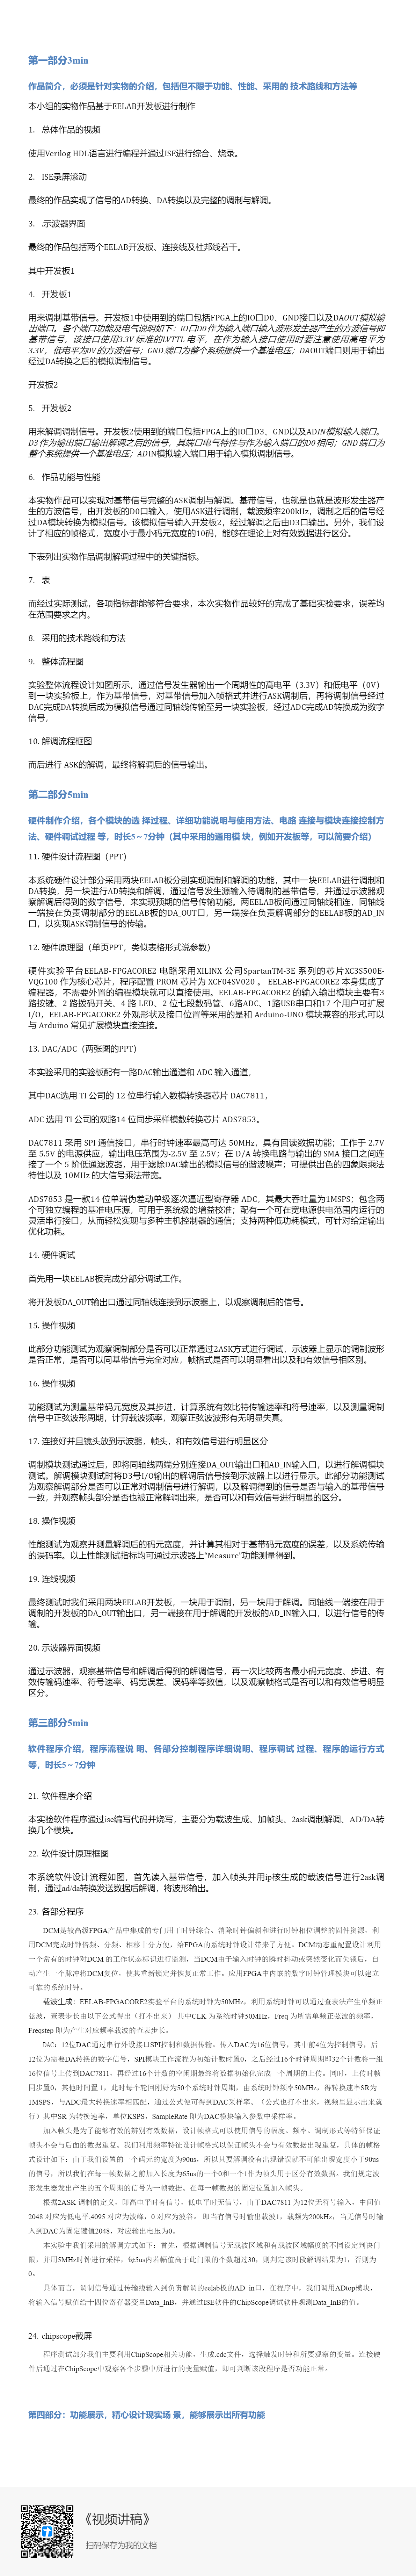 第一部分3min
作品简介，必须是针对实物的介绍，包括但不限于功能、性能、采用的 技术路线和方法等
本小组的实物作品基于EELAB开发板进行制作
1. 总体作品的视频
使用Verilog HDL语言进行编程并通过ISE进行综合、烧录。
2. ISE录屏滚动
最终的作品实现了信号的AD转换、DA转换以及完整的调制与解调。
3. .示波器界面
最终的作品包括两个EELAB开发板、连接线及杜邦线若干。
其中开发板1
4. 开发板1
用来调制基带信号。开发板1中使用到的端口包括FPGA上的IO口D0、GND接口以及DAOUT模拟输
出端口。各个端口功能及电气说明如下：IO口D0作为输入端口输入波形发生器产生的方波信号即
基带信号，该接口使用3.3V 标准的LVTTL 电平，在作为输入接口使用时要注意使用高电平为
3.3V，低电平为0V的方波信号；GND端口为整个系统提供一个基准电压；DAOUT端口则用于输出
经过DA转换之后的模拟调制信号。
开发板2
5. 开发板2
用来解调调制信号。开发板2使用到的端口包括FPGA上的IO口D3、GND以及ADIN模拟输入端口。
D3作为输出端口输出解调之后的信号，其端口电气特性与作为输入端口的D0相同；GND端口为
整个系统提供一个基准电压；ADIN模拟输入端口用于输入模拟调制信号。
6. 作品功能与性能
本实物作品可以实现对基带信号完整的ASK调制与解调。基带信号，也就是也就是波形发生器产
生的方波信号，由开发板的D0口输入，使用ASK进行调制，载波频率200kHz，调制之后的信号经
过DA模块转换为模拟信号。该模拟信号输入开发板2，经过解调之后由D3口输出。另外，我们设
计了相应的帧格式，宽度小于最小码元宽度的10码，能够在理论上对有效数据进行区分。
下表列出实物作品调制解调过程中的关键指标。
7. 表
而经过实际测试，各项指标都能够符合要求，本次实物作品较好的完成了基础实验要求，误差均
在范围要求之内。
8. 采用的技术路线和方法
9. 整体流程图
实验整体流程设计如图所示，通过信号发生器输出一个周期性的高电平（3.3V）和低电平（0V）
到一块实验板上，作为基带信号，对基带信号加入帧格式并进行ASK调制后，再将调制信号经过
DAC完成DA转换后成为模拟信号通过同轴线传输至另一块实验板，经过ADC完成AD转换成为数字
信号，
10. 解调流程框图
而后进行 ASK的解调，最终将解调后的信号输出。
第二部分5min
硬件制作介绍，各个模块的选 择过程、详细功能说明与使用方法、电路 连接与模块连接控制方
法、硬件调试过程 等，时长5－7分钟（其中采用的通用模 块，例如开发板等，可以简要介绍）
11. 硬件设计流程图（PPT）
本系统硬件设计部分采用两块EELAB板分别实现调制和解调的功能，其中一块EELAB进行调制和
DA转换，另一块进行AD转换和解调，通过信号发生源输入待调制的基带信号，并通过示波器观
察解调后得到的数字信号，来实现预期的信号传输功能。两EELAB板间通过同轴线相连，同轴线
一端接在负责调制部分的EELAB板的DA_OUT口，另一端接在负责解调部分的EELAB板的AD_IN
口，以实现ASK调制信号的传输。
12. 硬件原理图（单页PPT，类似表格形式说参数）
硬件实验平台EELAB-FPGACORE2 电路采用XILINX 公司SpartanTM-3E 系列的芯片XC3S500E-
VQG100 作为核心芯片，程序配置 PROM 芯片为 XCF04SVO20 。 EELAB-FPGACORE2 本身集成了
编程器，不需要外置的编程模块就可以直接使用。EELAB-FPGACORE2 的输入输出模块主要有3
路按键、2 路拨码开关、4 路 LED、2 位七段数码管、6路ADC、1路USB串口和17 个用户可扩展
I/O，EELAB-FPGACORE2 外观形状及接口位置等采用的是和 Arduino-UNO 模块兼容的形式,可以
与 Arduino 常见扩展模块直接连接。
13. DAC/ADC（两张图的PPT）
本实验采用的实验板配有一路DAC输出通道和 ADC 输入通道，
其中DAC选用 TI 公司的 12 位串行输入数模转换器芯片 DAC7811，
ADC 选用 TI 公司的双路14 位同步采样模数转换芯片 ADS7853。
DAC7811 采用 SPI 通信接口，串行时钟速率最高可达 50MHz，具有回读数据功能；工作于 2.7V
至 5.5V 的电源供应，输出电压范围为-2.5V 至 2.5V；在 D/A 转换电路与输出的 SMA 接口之间连
接了一个 5 阶低通滤波器，用于滤除DAC输出的模拟信号的谐波噪声；可提供出色的四象限乘法
特性以及 10MHz 的大信号乘法带宽。
ADS7853 是一款14 位单端伪差动单级逐次逼近型寄存器 ADC，其最大吞吐量为1MSPS；包含两
个可独立编程的基准电压源，可用于系统级的增益校准；配有一个可在宽电源供电范围内运行的
灵活串行接口，从而轻松实现与多种主机控制器的通信；支持两种低功耗模式，可针对给定输出
优化功耗。
14. 硬件调试
首先用一块EELAB板完成分部分调试工作。
将开发板DA_OUT输出口通过同轴线连接到示波器上，以观察调制后的信号。
15. 操作视频
此部分功能测试为观察调制部分是否可以正常通过2ASK方式进行调试，示波器上显示的调制波形
是否正常，是否可以同基带信号完全对应，帧格式是否可以明显看出以及和有效信号相区别。
16. 操作视频
功能测试为测量基带码元宽度及其步进，计算系统有效比特传输速率和符号速率，以及测量调制
信号中正弦波形周期，计算载波频率，观察正弦波波形有无明显失真。
17. 连接好并且镜头放到示波器，帧头，和有效信号进行明显区分
调制模块测试通过后，即将同轴线两端分别连接DA_OUT输出口和AD_IN输入口，以进行解调模块
测试。解调模块测试时将D3号I/O输出的解调后信号接到示波器上以进行显示。此部分功能测试
为观察解调部分是否可以正常对调制信号进行解调，以及解调得到的信号是否与输入的基带信号
一致，并观察帧头部分是否也被正常解调出来，是否可以和有效信号进行明显的区分。
18. 操作视频
性能测试为观察并测量解调后的码元宽度，并计算其相对于基带码元宽度的误差，以及系统传输
的误码率。以上性能测试指标均可通过示波器上“Measure”功能测量得到。
19. 连线视频
最终测试时我们采用两块EELAB开发板，一块用于调制，另一块用于解调。同轴线一端接在用于
调制的开发板的DA_OUT输出口，另一端接在用于解调的开发板的AD_IN输入口，以进行信号的传
输。
20. 示波器界面视频
通过示波器，观察基带信号和解调后得到的解调信号，再一次比较两者最小码元宽度、步进、有
效传输码速率、符号速率、码宽误差、误码率等数值，以及观察帧格式是否可以和有效信号明显
区分。
第三部分5min
软件程序介绍，程序流程说 明、各部分控制程序详细说明、程序调试 过程、程序的运行方式
等，时长5－7分钟
21. 软件程序介绍
本实验软件程序通过ise编写代码并烧写，主要分为载波生成、加帧头、2ask调制解调、AD/DA转
换几个模块。
22. 软件设计原理框图
本系统软件设计流程如图，首先读入基带信号，加入帧头并用ip核生成的载波信号进行2ask调
制，通过ad/da转换发送数据后解调，将波形输出。
23. 各部分程序
DCM是较高级FPGA产品中集成的专门用于时钟综合、消除时钟偏斜和进行时钟相位调整的固件资源，利
用DCM完成时钟倍频、分频、相移十分方便，给FPGA的系统时钟设计带来了方便。DCM动态重配置设计利用
一个常有的时钟对DCM 的工作状态标识进行监测，当DCM由于输入时钟的瞬时抖动或突然变化而失锁后，自
动产生一个脉冲将DCM复位，使其重新锁定并恢复正常工作。应用FPGA中内嵌的数字时钟管理模块可以建立
可靠的系统时钟。
载波生成：EELAB-FPGACORE2实验平台的系统时钟为50MHz，利用系统时钟可以通过查表法产生单频正
弦波，查表步长由以下公式得出（打不出来） 其中CLK 为系统时钟50MHz，Freq 为所需单频正弦波的频率，
Freqstep 即为产生对应频率载波的查表步长。
DAC：12位DAC通过串行外设接口SPI控制和数据传输。传入DAC为16位信号，其中前4位为控制信号，后
12位为需要DA转换的数字信号，SPI模块工作流程为初始计数时置0，之后经过16个时钟周期即32个计数将一组
16位信号上传到DAC7811，再经过16个计数的空闲期最终将数据初始化完成一个周期的上传。同时，上传时帧
同步置0，其他时间置 1。此时每个轮回刚好为50个系统时钟周期，由系统时钟频率50MHz，得转换速率SR为
1MSPS，与ADC最大转换速率相匹配，通过公式便可得到DAC采样率。（公式也打不出来，视频里显示出来就
行）其中SR 为转换速率，单位KSPS，SampleRate 即为DAC模块输入参数中采样率。
加入帧头是为了能够有效的辨别有效数据，设计帧格式可以使用信号的幅度、频率、调制形式等特征保证
帧头不会与后面的数据重复。我们利用频率特征设计帧格式以保证帧头不会与有效数据出现重复，具体的帧格
式设计如下：由于我们设置的一个码元的宽度为90us，所以只要解调没有出现错误就不可能出现宽度小于90us
的信号，所以我们在每一帧数据之前加入长度为65us的一个0和一个1作为帧头用于区分有效数据。我们规定波
形发生器发出产生的五个周期的信号为一帧数据。在每一帧数据的固定位置加入帧头。
根据2ASK 调制的定义，即高电平时有信号，低电平时无信号，由于DAC7811 为12位无符号输入，中间值
2048 对应为低电平,4095 对应为波峰，0 对应为波谷。 即当有信号时输出载波1，载频为200kHz，当无信号时输
入到DAC为固定键值2048，对应输出电压为0。
本实验中我们采用的解调方式如下：首先，根据调制信号无载波区域和有载波区域幅度的不同设定判决门
限，并用5MHz时钟进行采样。每5us内若幅值高于此门限的个数超过30，则判定该时段解调结果为1，否则为
0。
具体而言，调制信号通过传输线输入到负责解调的eelab板的AD_in口，在程序中，我们调用ADtop模块，
将输入信号赋值给十四位寄存器变量Data_InB，并通过ISE软件的ChipScope调试软件观测Data_InB的值。
24. chipscope截屏
程序测试部分我们主要利用ChipScope相关功能。生成.cdc文件，选择触发时钟和所要观察的变量。连接硬
件后通过在ChipScope中观察各个步骤中所进行的变量赋值，即可判断该段程序是否功能正常。
第四部分：功能展示，精心设计现实场 景，能够展示出所有功能
《视频讲稿》
扫码保存为我的文档